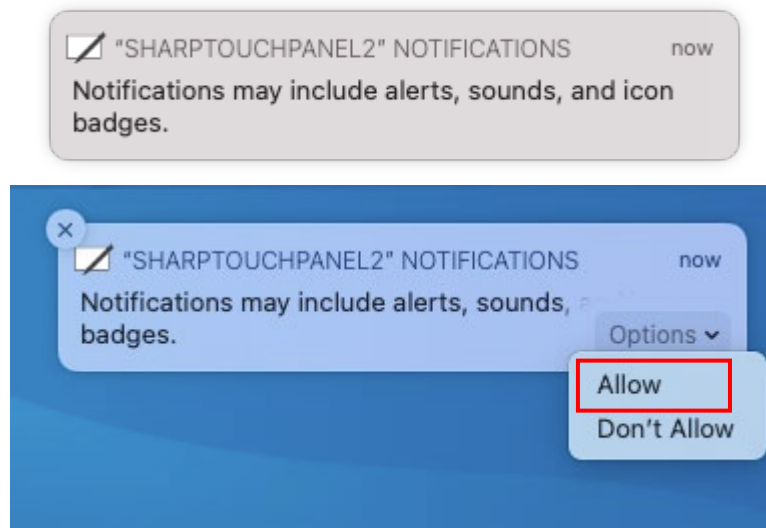 "SHARPTOUCHPANEL2" NOTIFICATIONS now
Notifications may include alerts, sounds, and icon
badges.
"SHARPTOUCHPANEL2" NOTIFICATIONS now
Notifications may include alerts, sounds,
badges.
Options
Allow
Don't Allow